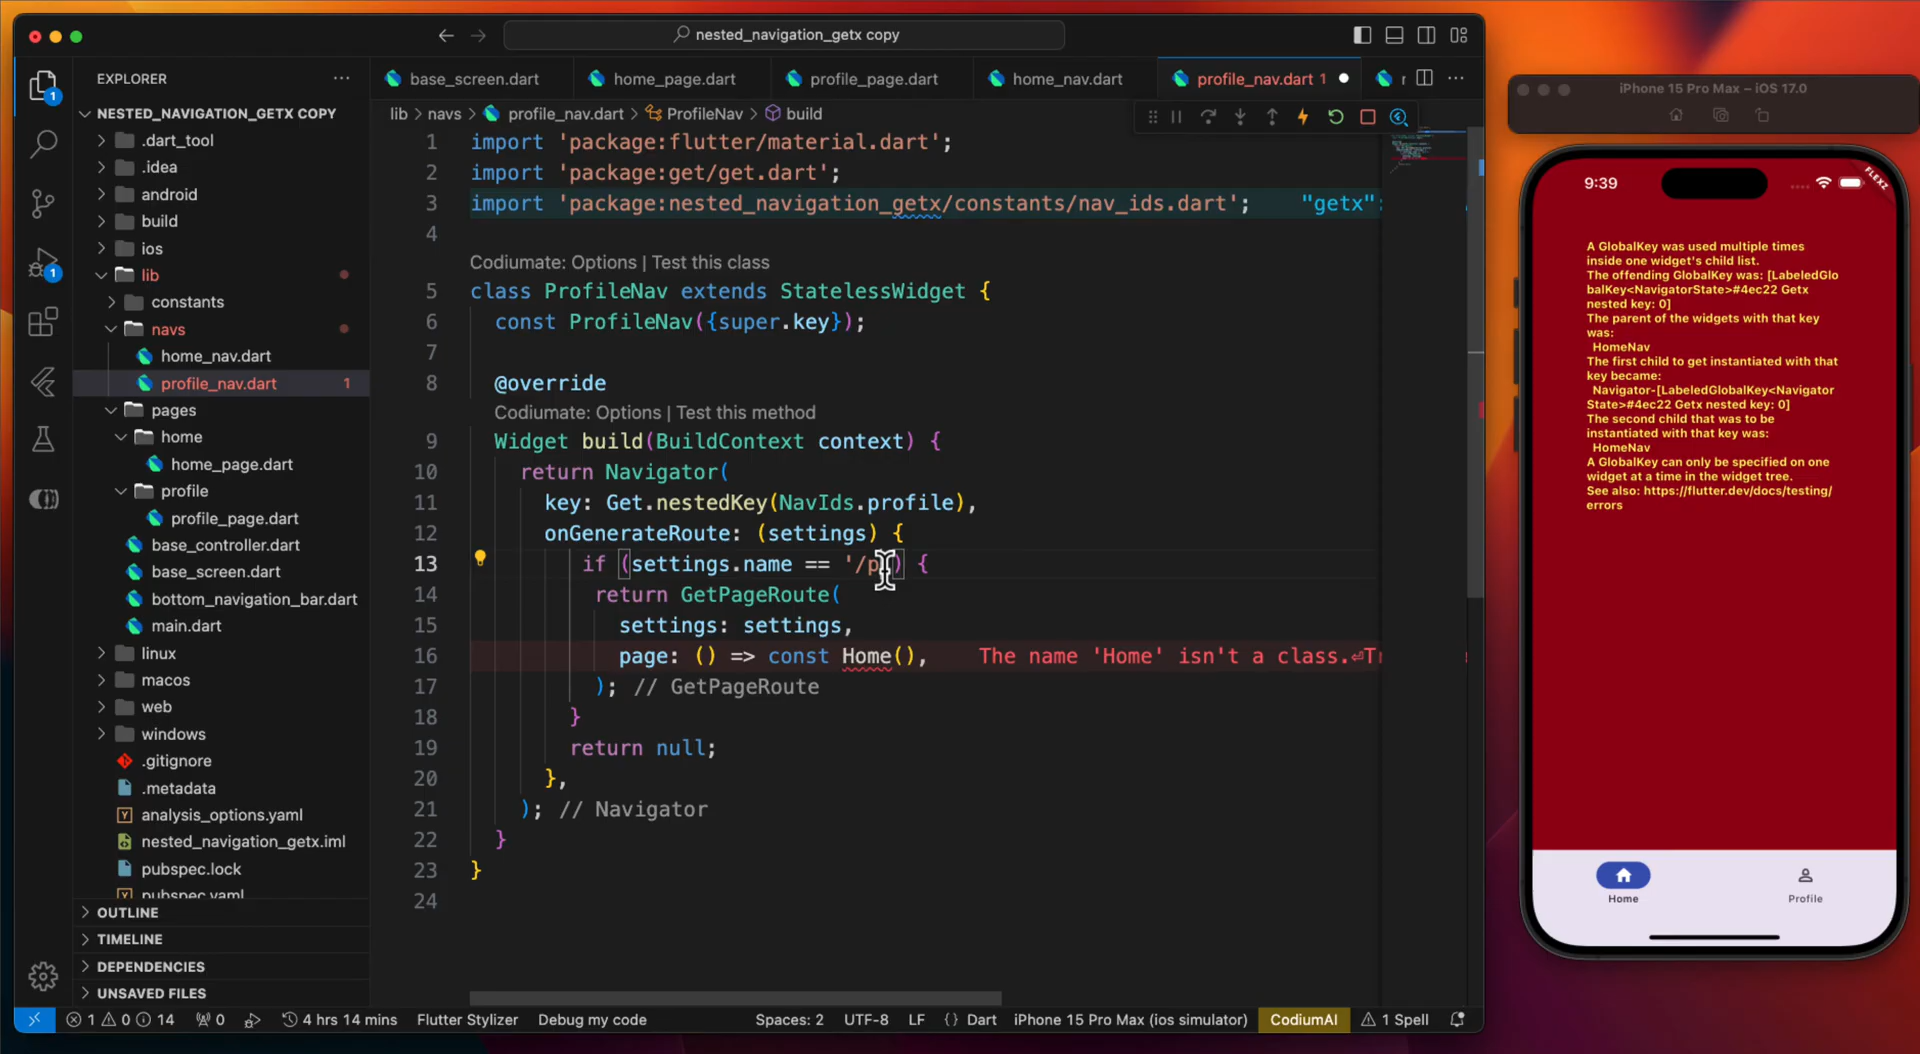 nested_navigation_getx copy
EXPLORER
NESTED_NAVIGATION_GETX COPY
.dart_tool
.idea
android
build
ios
lib
constants
navs
home_nav.dart
profile_nav.dart 1
pages
home
home_page.dart
profile
profile_page.dart
base_controller.dart
base_screen.dart
bottom_navigation_bar.dart
main.dart
linux
macos
web
windows
.gitignore
.metadata
analysis_options.yaml
nested_navigation_getx.iml
pubspec.lock
pubspec.yaml
OUTLINE
TIMELINE
DEPENDENCIES
UNSAVED FILES
base_screen.dart
home_page.dart
profile_page.dart
home_nav.dart
profile_nav.dart 1
lib > navs > profile_nav.dart > ProfileNav > build
1 import 'package:flutter/material.dart';
2 import 'package:get/get.dart';
3 import 'package:nested_navigation_getx/constants/nav_ids.dart'; "getx":
4
Codiumate: Options | Test this class
5 class ProfileNav extends StatelessWidget {
6 const ProfileNav({super.key});
7
8 @override
Codiumate: Options | Test this method
9 Widget build(BuildContext context) {
10 return Navigator(
11 key: Get.nestedKey(NavIds.profile),
12 onGenerateRoute: (settings) {
13 if (settings.name == '/p') {
14 return GetPageRoute(
15 settings: settings,
16 page: () => const Home(), The name 'Home' isn't a class.
17 ); // GetPageRoute
18 }
19 return null;
20 },
21 ); // Navigator
22 }
23 }
24
1 0 14
0
4 hrs 14 mins
Flutter Stylizer
Debug my code
Spaces: 2
UTF-8
LF
{} Dart
iPhone 15 Pro Max (ios simulator)
CodiumAI
1 Spell
iPhone 15 Pro Max – iOS 17.0
9:39
FLEXZ
A GlobalKey was used multiple times
inside one widget's child list.
The offending GlobalKey was: [LabeledGlo
balKey<NavigatorState>#4ec22 Getx
nested key: 0]
The parent of the widgets with that key
was:
HomeNav
The first child to get instantiated with that
key became:
Navigator-[LabeledGlobalKey<Navigator
State>#4ec22 Getx nested key: 0]
The second child that was to be
instantiated with that key was:
HomeNav
A GlobalKey can only be specified on one
widget at a time in the widget tree.
See also: https://flutter.dev/docs/testing/
errors
Home
Profile